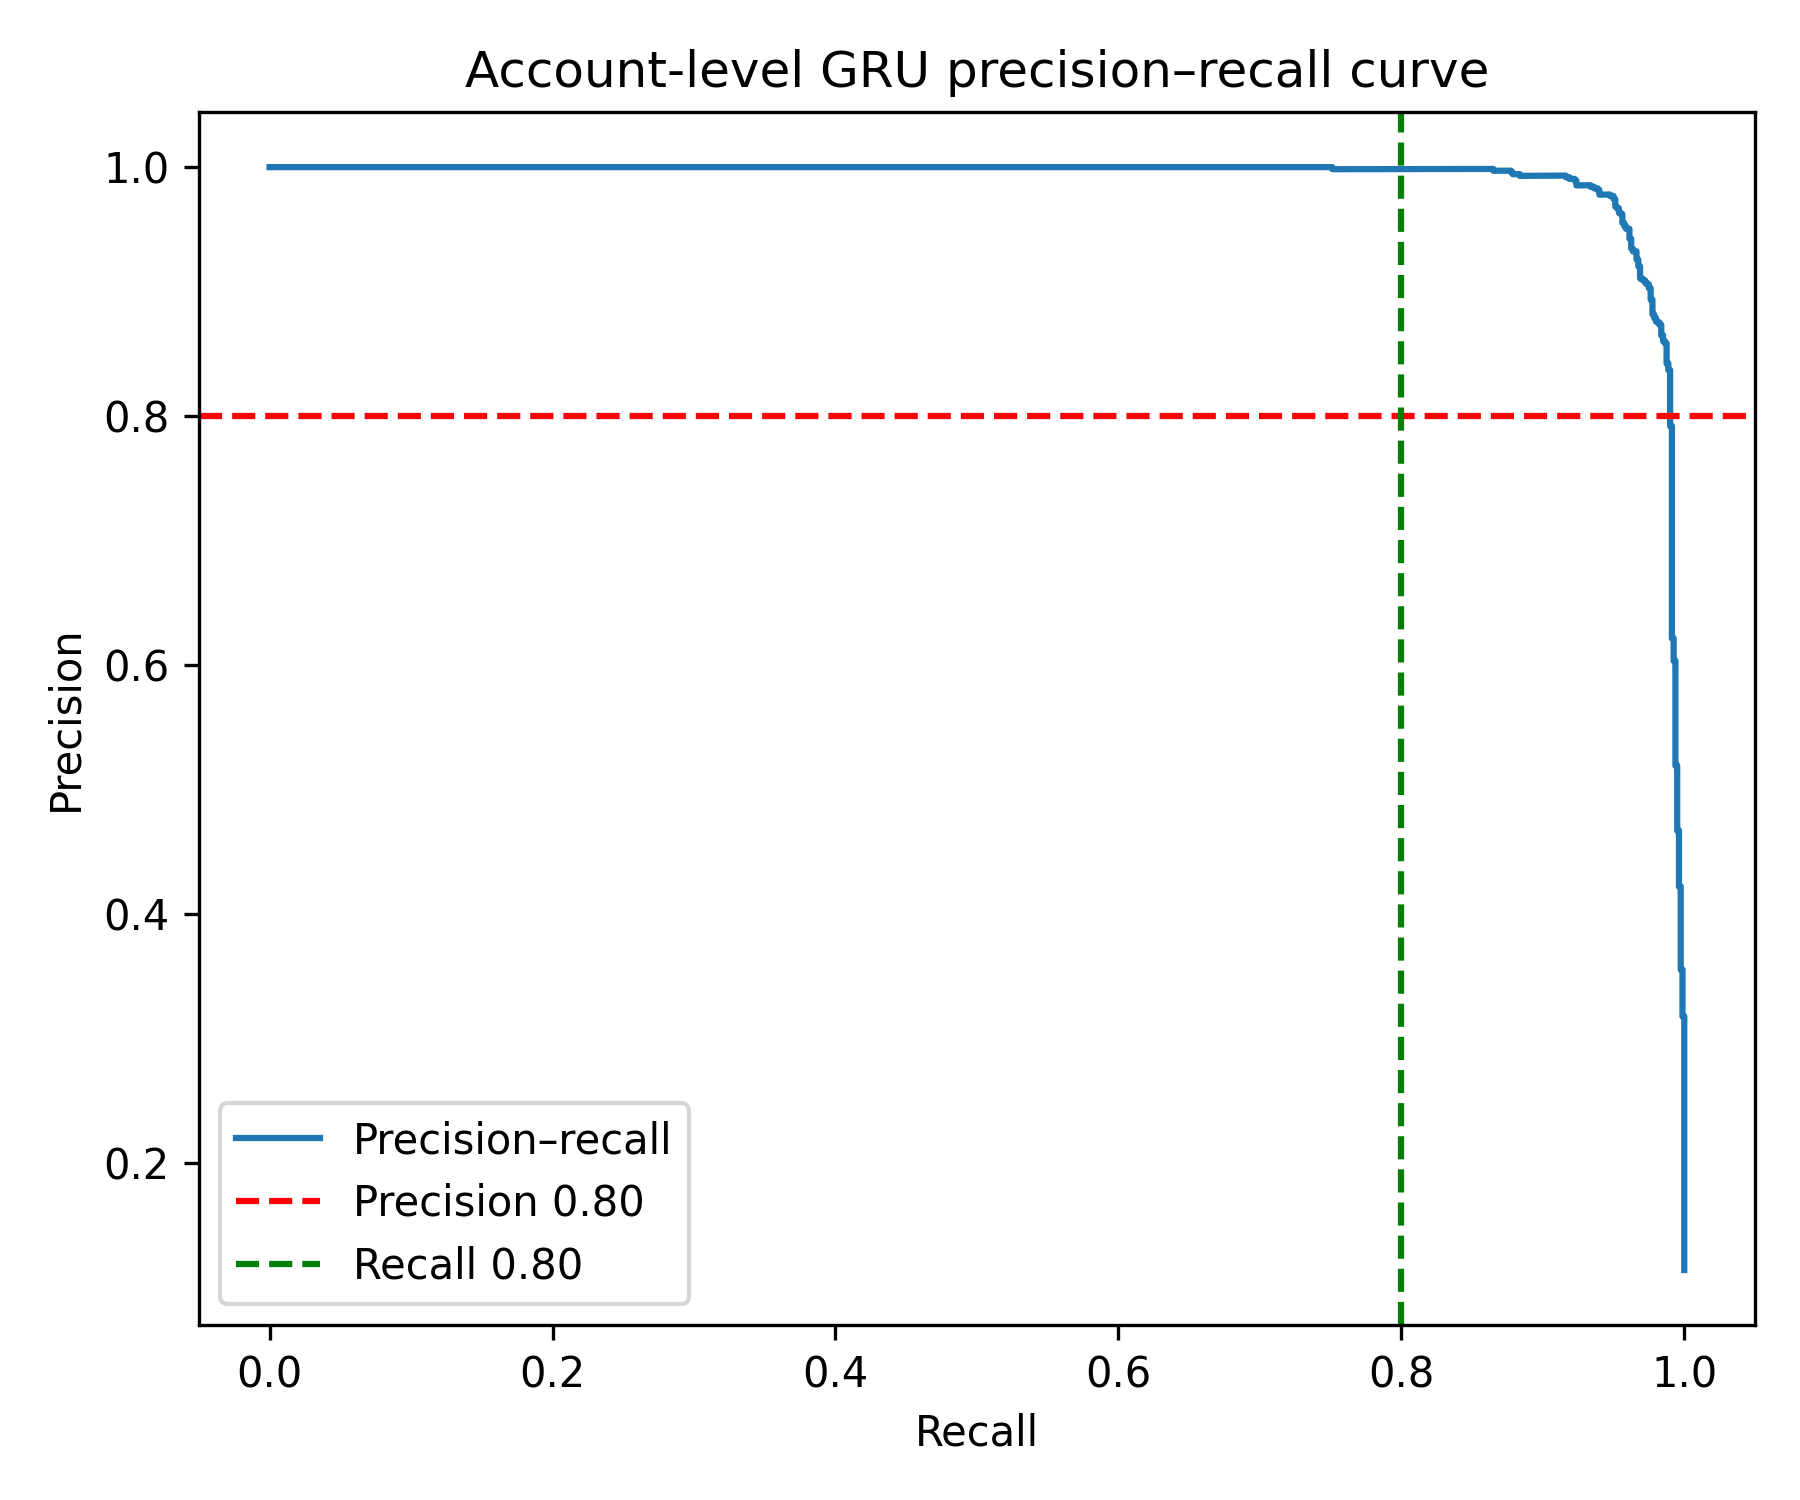 Account-level GRU precision–recall curve
1.0
0.8
0.6
0.4
0.2
Precision
Precision–recall
Precision 0.80
Recall 0.80
0.0 0.2 0.4 0.6 0.8 1.0
Recall